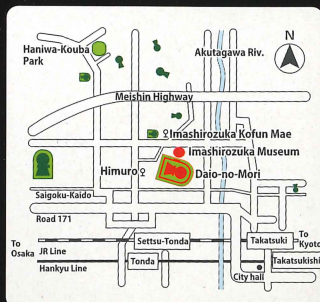 N
Haniwa-Kouba
Park
Akutagawa Riv.
Meishin Highway
Imashirozuka Kofun Mae
Imashirozuka Museum
Himuro
Daio-no-Mori
Saigoku-Kaido
Road 171
To
Osaka
JR Line
Settsu-Tonda
Takatsuki
To
Kyoto
Hankyu Line
Tonda
Takatsukishi
City hall